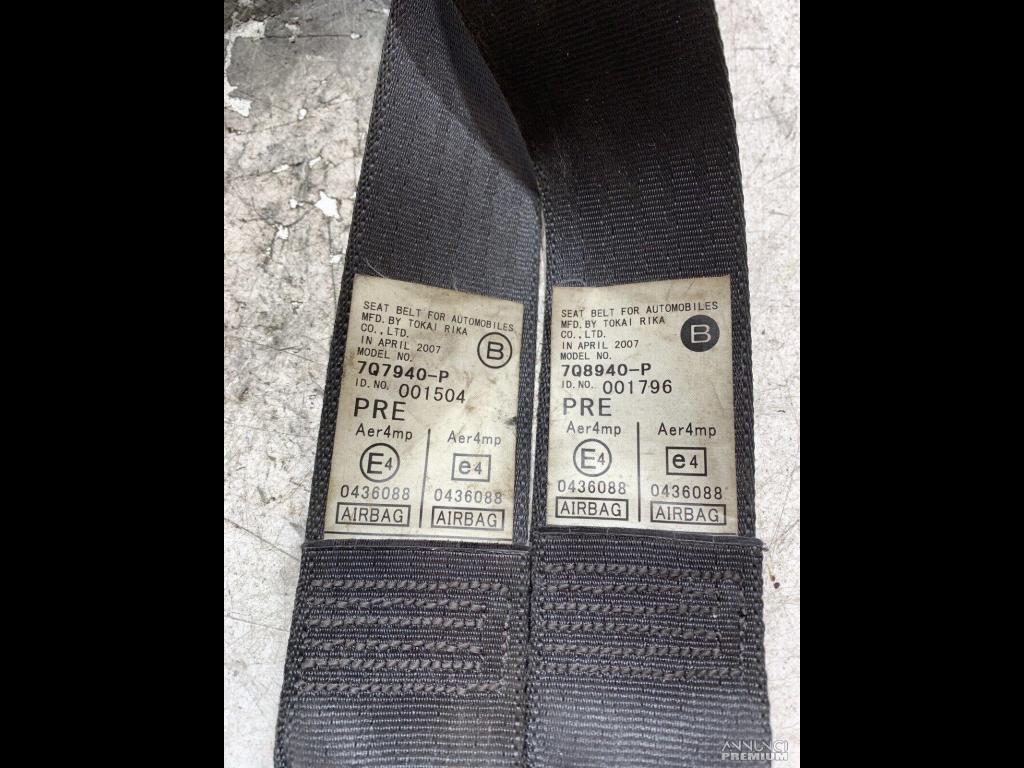 SEAT BELT FOR AUTOMOBILES
MFD. BY TOKAI RIKA
CO., LTD.
IN APRIL 2007
MODEL NO.
B
7Q7940-P
ID. NO. 001504
PRE
Aer4mp Aer4mp
E4 e4
0436088 0436088
AIRBAG AIRBAG
SEAT BELT FOR AUTOMOBILES
MFD. BY TOKAI RIKA
CO., LTD.
IN APRIL 2007
MODEL NO.
B
7Q8940-P
ID. NO. 001796
PRE
Aer4mp Aer4mp
E4 e4
0436088 0436088
AIRBAG AIRBAG
ANNUNCI
PREMIUM